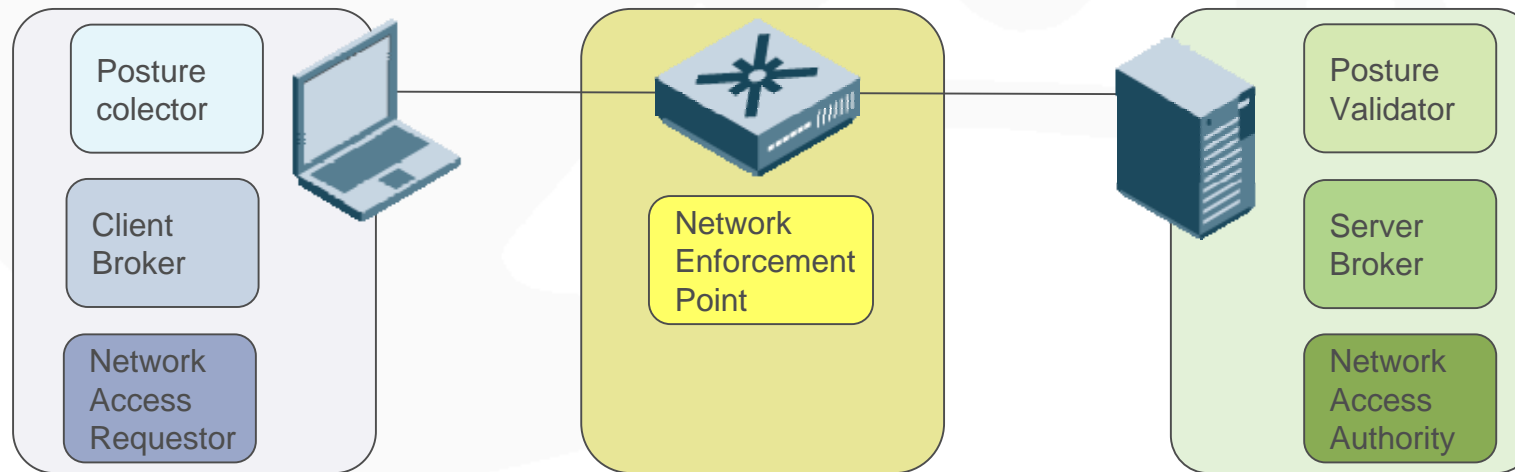 Posture
colector
Client
Broker
Network
Access
Requestor
Network
Enforcement
Point
Posture
Validator
Server
Broker
Network
Access
Authority